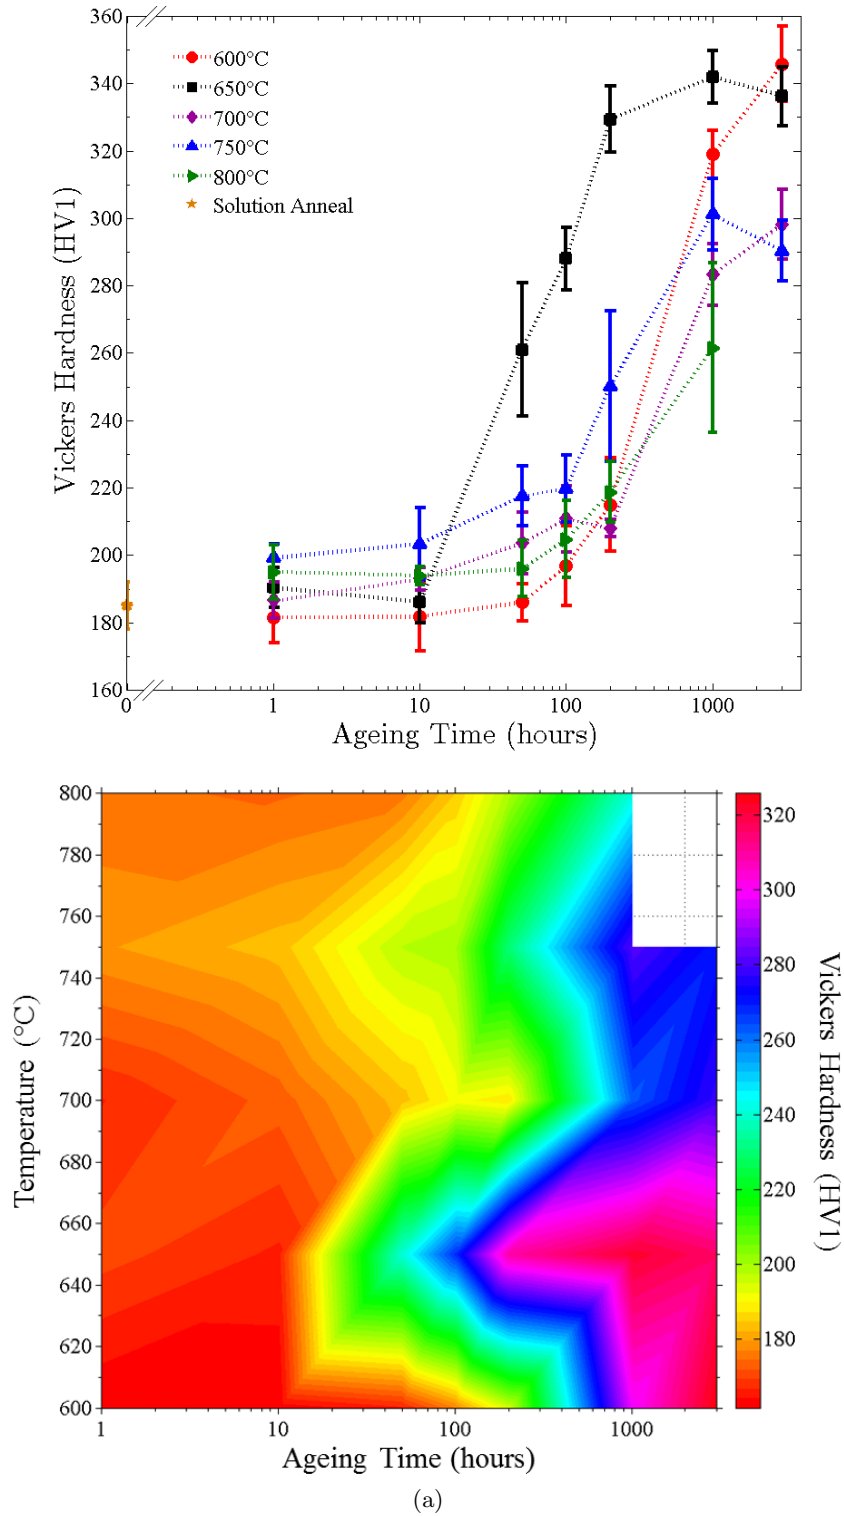 360
340
320
300
280
260
240
220
200
180
160
Vickers Hardness (HV1)
600°C
650°C
700°C
750°C
800°C
Solution Anneal
0 1 10 100 1000
Ageing Time (hours)
800
780
760
740
720
700
680
660
640
620
600
Temperature (°C)
1 10 100 1000
Ageing Time (hours)
320
300
280
260
240
220
200
180
Vickers Hardness (HV1)
(a)